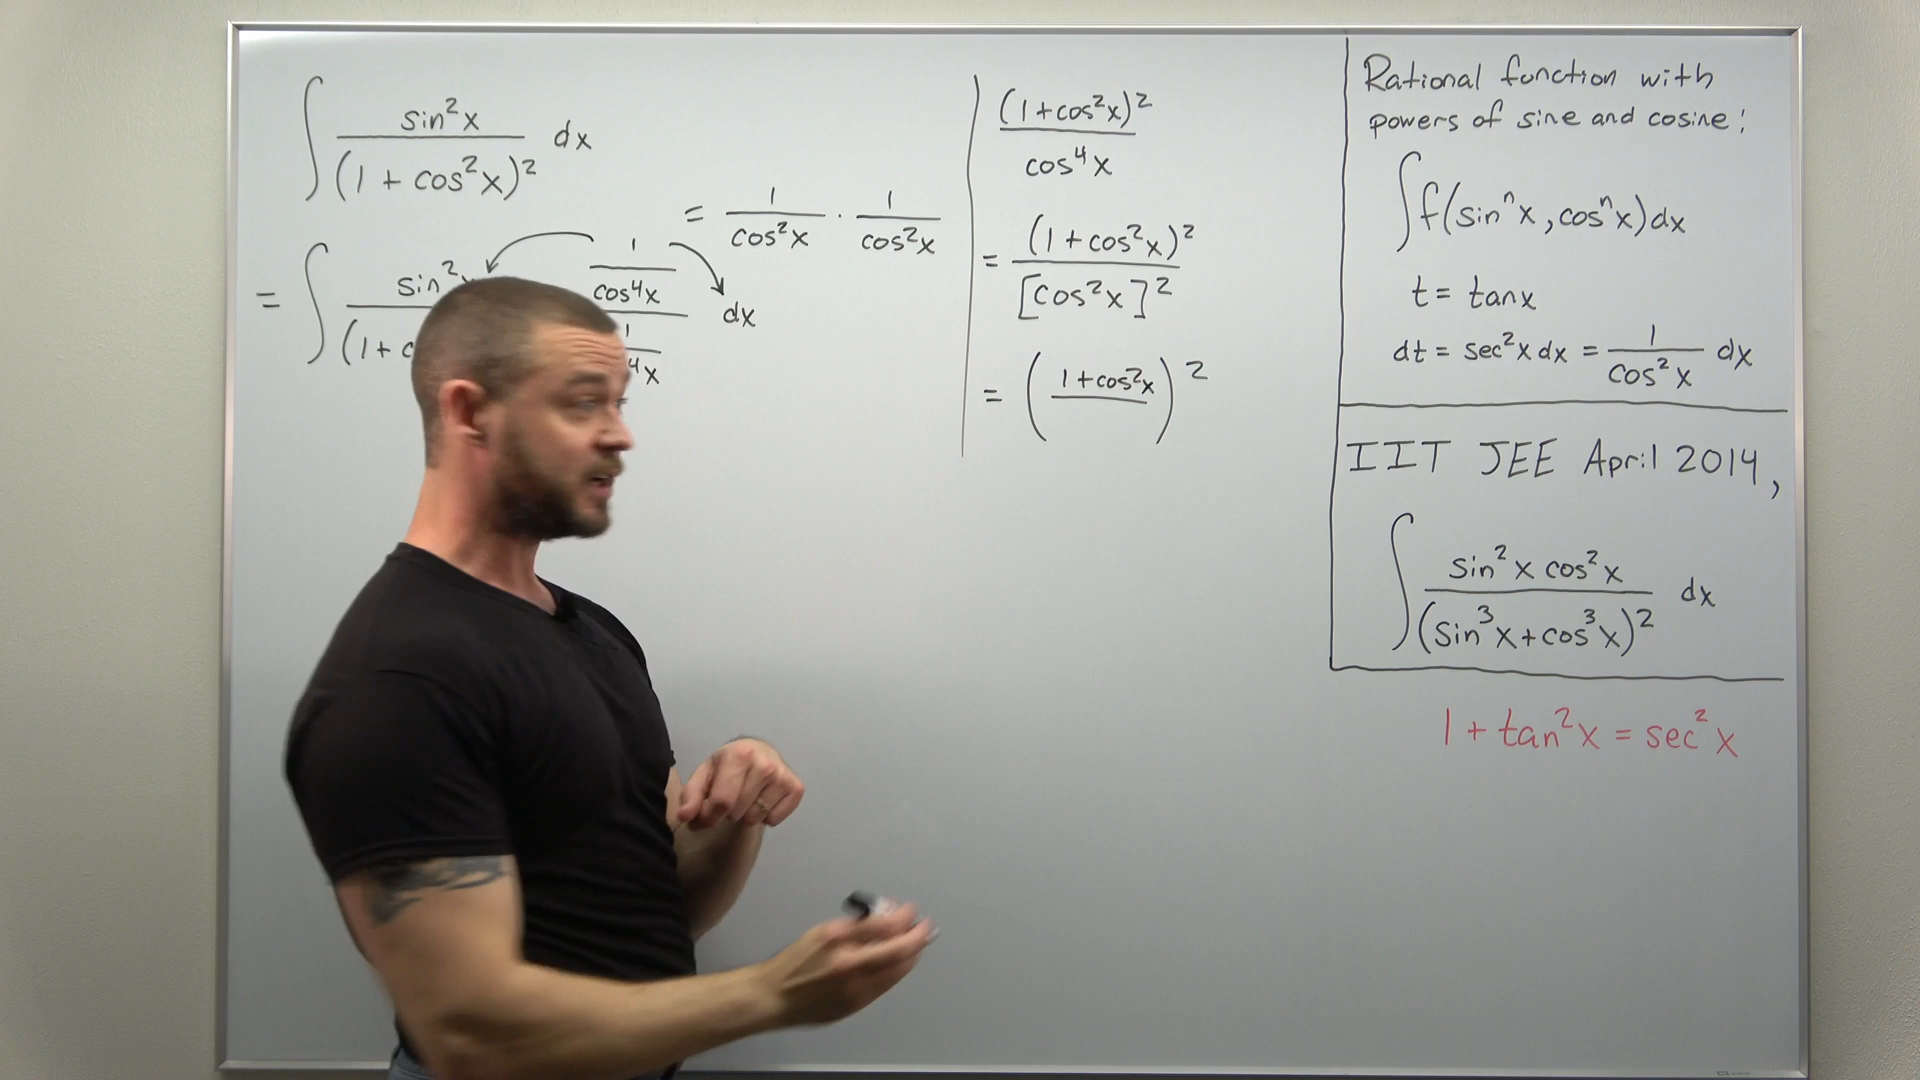 ∫ sin²x / (1 + cos²x)² dx
= ∫ sin² / (1 + c 1/cos⁴x / 1/ ⁴x dx
= 1/cos²x · 1/cos²x
(1+cos²x)² / cos⁴x
= (1+cos²x)² / [cos²x]²
= (1+cos²x / )²
Rational function with
powers of sine and cosine:
∫ f(sinⁿx, cosⁿx)dx
t = tanx
dt = sec²x dx = 1/cos²x dx
IIT JEE April 2014,
∫ sin²x cos²x / (sin³x+cos³x)² dx
1 + tan²x = sec²x